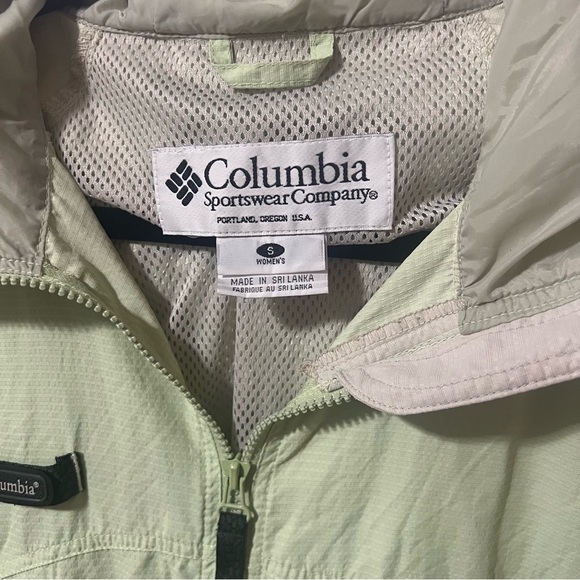 Columbia
Sportswear Company®
PORTLAND, OREGON U.S.A.
S
WOMEN'S
MADE IN SRI LANKA
FABRIQUE AU SRI LANKA
umbia®